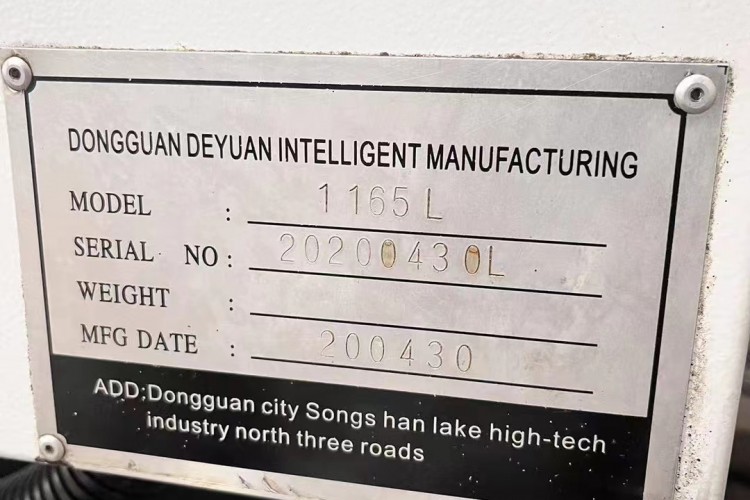 DONGGUAN DEYUAN INTELLIGENT MANUFACTURING
MODEL : 1165L
SERIAL NO: 20200430L
WEIGHT :
MFG DATE : 200430
ADD:Dongguan city Songs han lake high-tech
industry north three roads